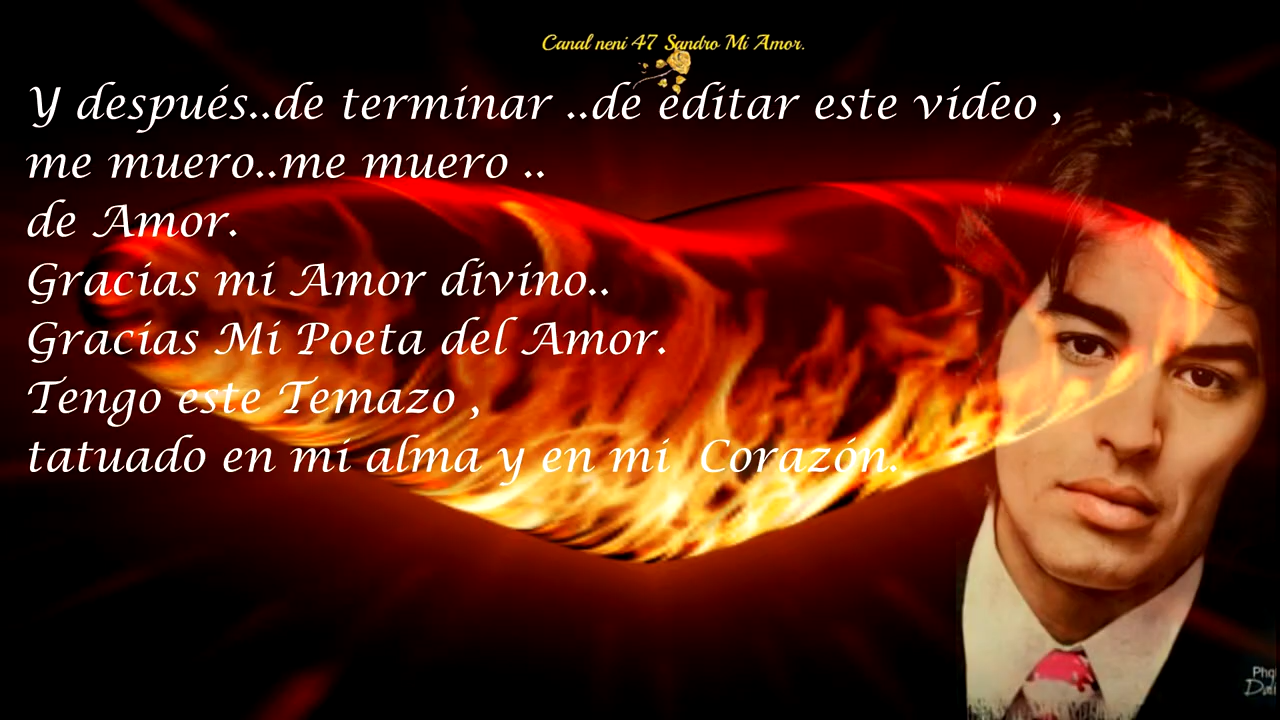 Canal neni 47 Sandro Mi Amor.
Y después..de terminar ..de editar este video ,
me muero..me muero ..
de Amor.
Gracias mi Amor divino..
Gracias Mi Poeta del Amor.
Tengo este Temazo ,
tatuado en mi alma y en mi Corazón.